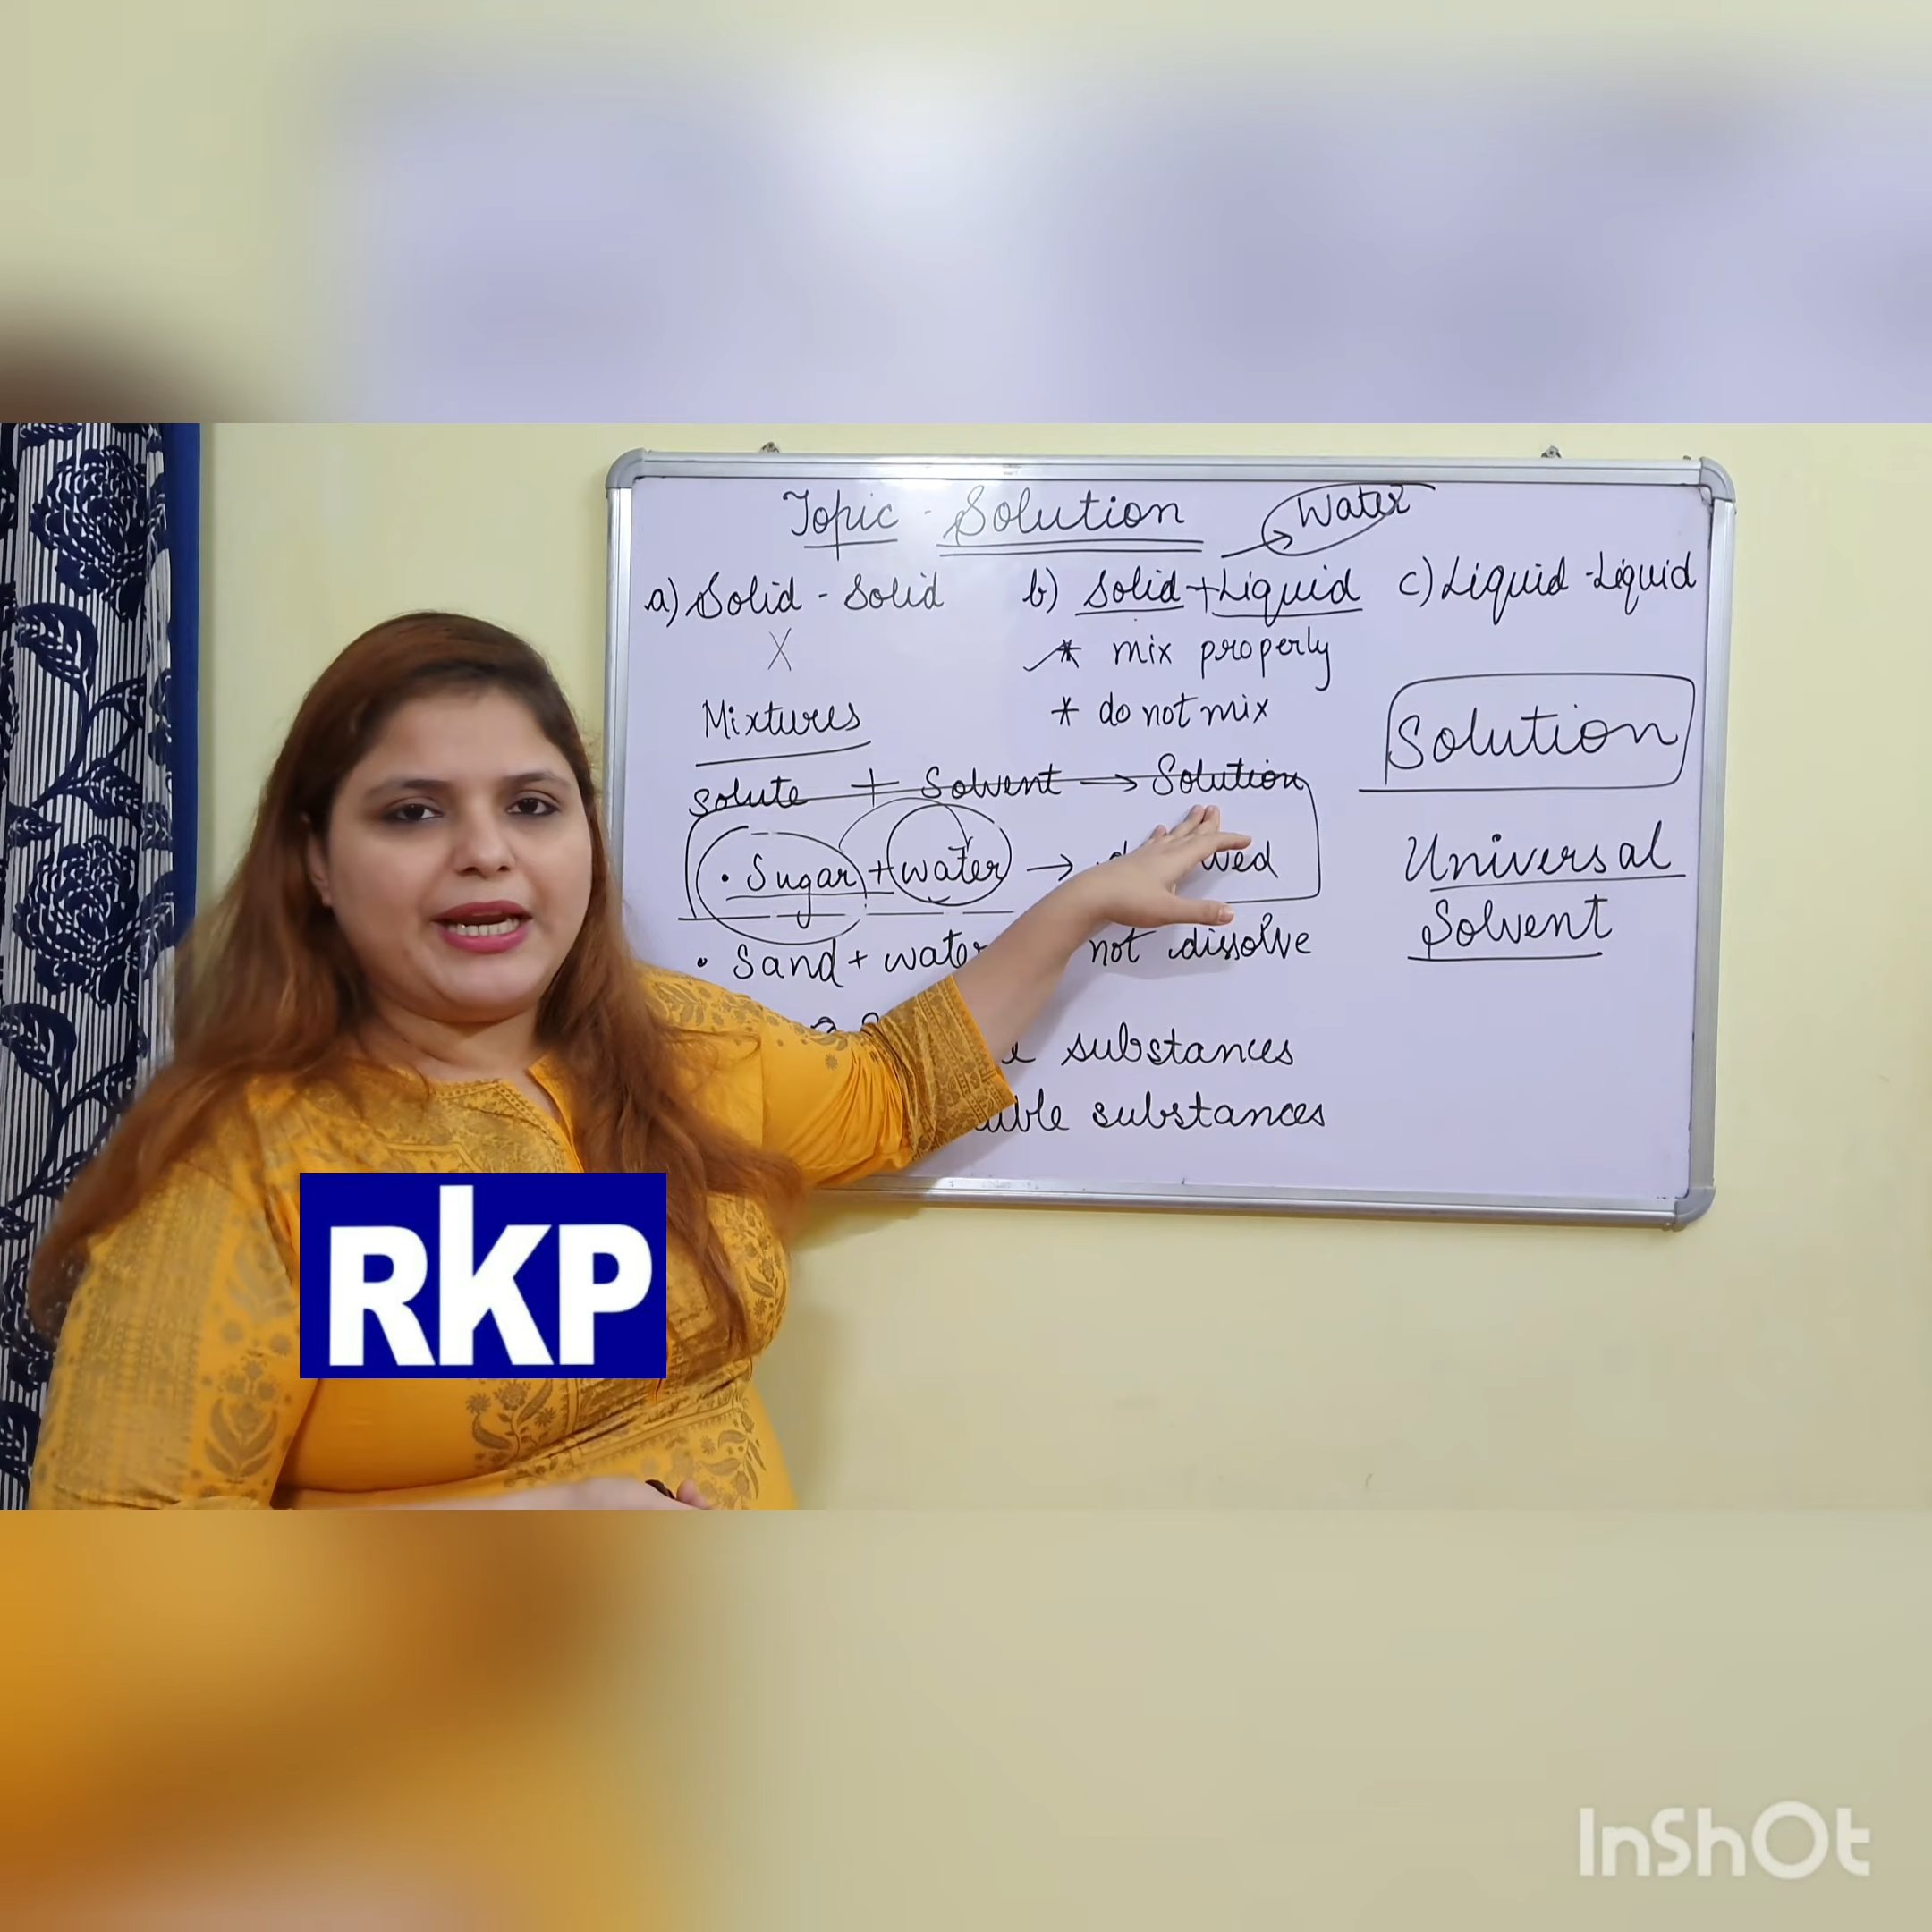 Topic - Solution
Water
a) Solid - Solid
b) Solid + Liquid
c) Liquid - Liquid
X
* mix properly
Mixtures
* do not mix
Solution
Solute + Solvent → Solution
• Sugar + water →
Universal
Solvent
• Sand + water
not dissolve
substances
substances
RKP
InShOt